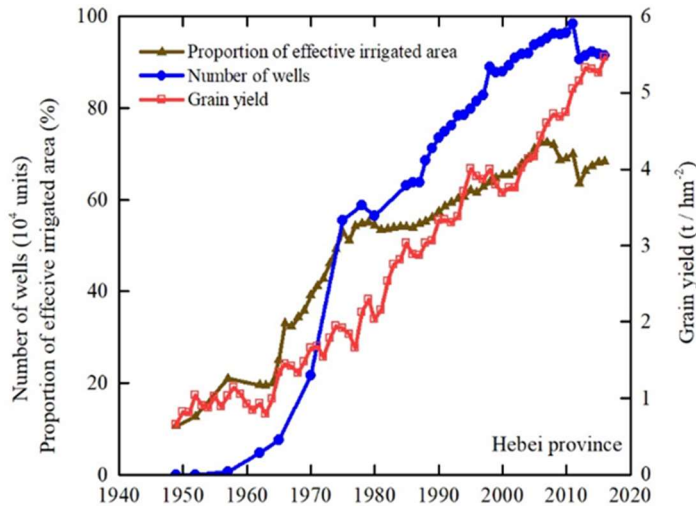 100
80
60
40
20
0
Number of wells (10⁴ units)
Proportion of effective irrigated area (%)
Proportion of effective irrigated area
Number of wells
Grain yield
6
5
4
3
2
1
0
Grain yield (t / hm⁻²)
Hebei province
1940 1950 1960 1970 1980 1990 2000 2010 2020